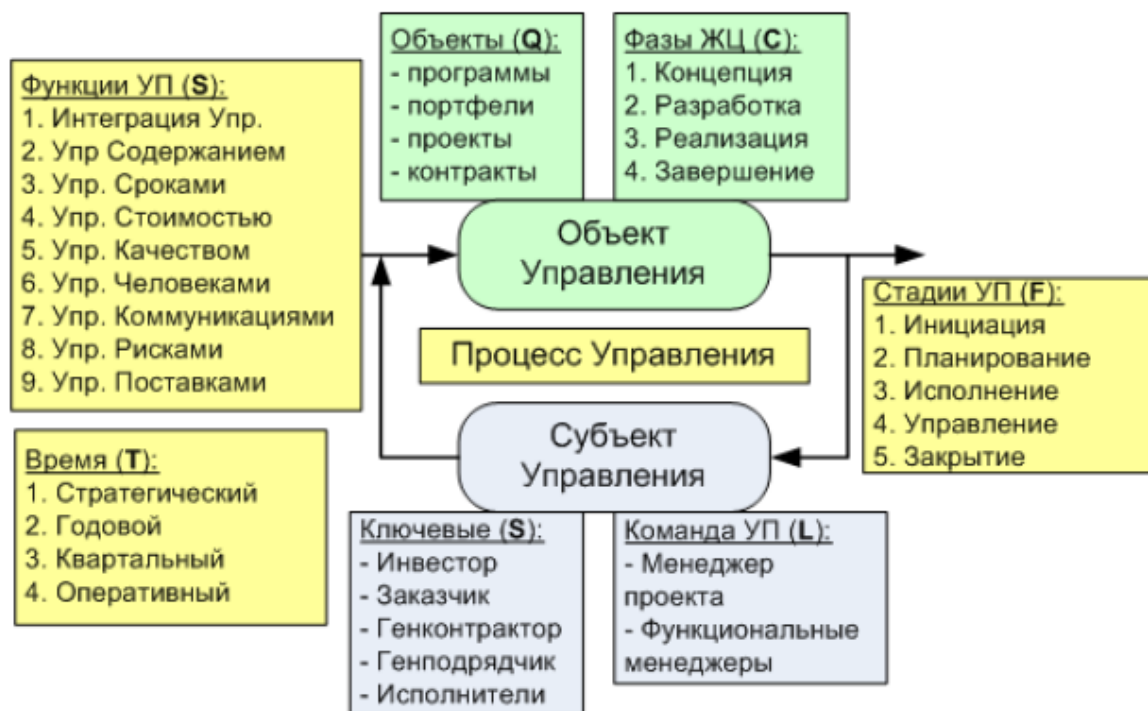 Функции УП (S):
1. Интеграция Упр.
2. Упр Содержанием
3. Упр. Сроками
4. Упр. Стоимостью
5. Упр. Качеством
6. Упр. Человеками
7. Упр. Коммуникациями
8. Упр. Рисками
9. Упр. Поставками
Объекты (Q):
- программы
- портфели
- проекты
- контракты
Фазы ЖЦ (C):
1. Концепция
2. Разработка
3. Реализация
4. Завершение
Объект
Управления
Процесс Управления
Субъект
Управления
Стадии УП (F):
1. Инициация
2. Планирование
3. Исполнение
4. Управление
5. Закрытие
Время (T):
1. Стратегический
2. Годовой
3. Квартальный
4. Оперативный
Ключевые (S):
- Инвестор
- Заказчик
- Генконтрактор
- Генподрядчик
- Исполнители
Команда УП (L):
- Менеджер
проекта
- Функциональные
менеджеры